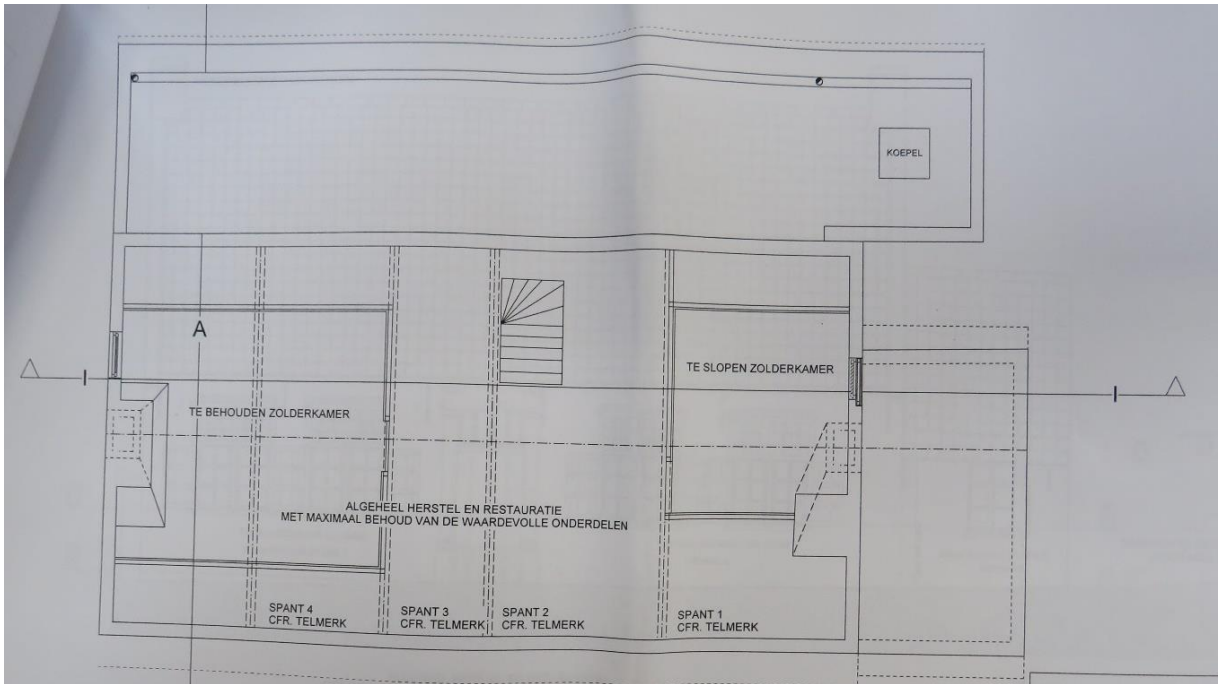 KOEPEL
A
TE SLOPEN ZOLDERKAMER
TE BEHOUDEN ZOLDERKAMER
ALGEHEEL HERSTEL EN RESTAURATIE
MET MAXIMAAL BEHOUD VAN DE WAARDEVOLLE ONDERDELEN
SPANT 4
CFR. TELMERK
SPANT 3
CFR. TELMERK
SPANT 2
CFR. TELMERK
SPANT 1
CFR. TELMERK